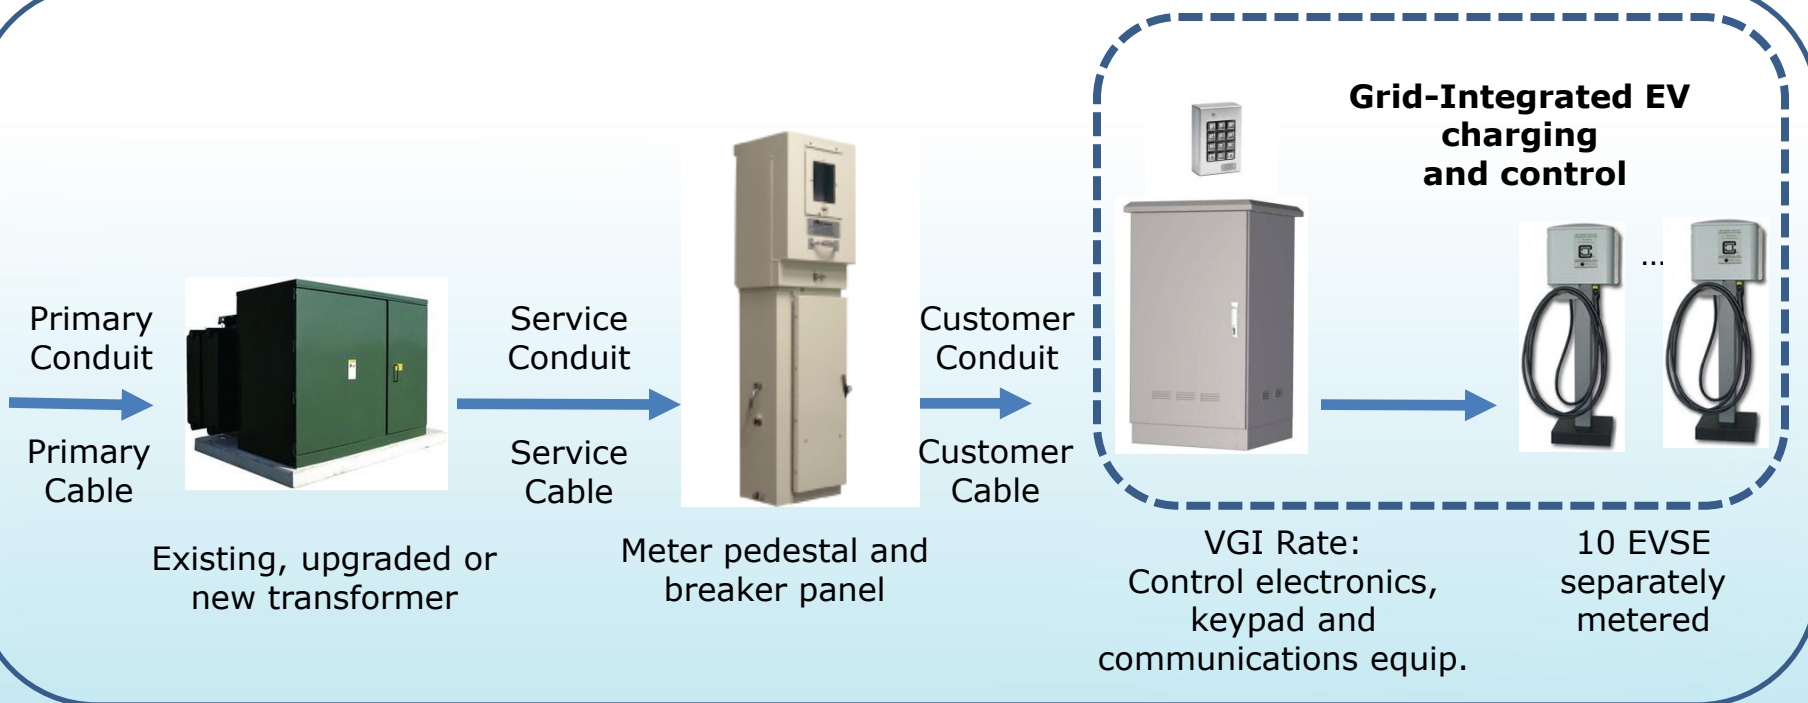 Grid-Integrated EV
charging
and control
...
Primary
Conduit
Primary
Cable
Service
Conduit
Service
Cable
Customer
Conduit
Customer
Cable
Existing, upgraded or
new transformer
Meter pedestal and
breaker panel
VGI Rate:
Control electronics,
keypad and
communications equip.
10 EVSE
separately
metered